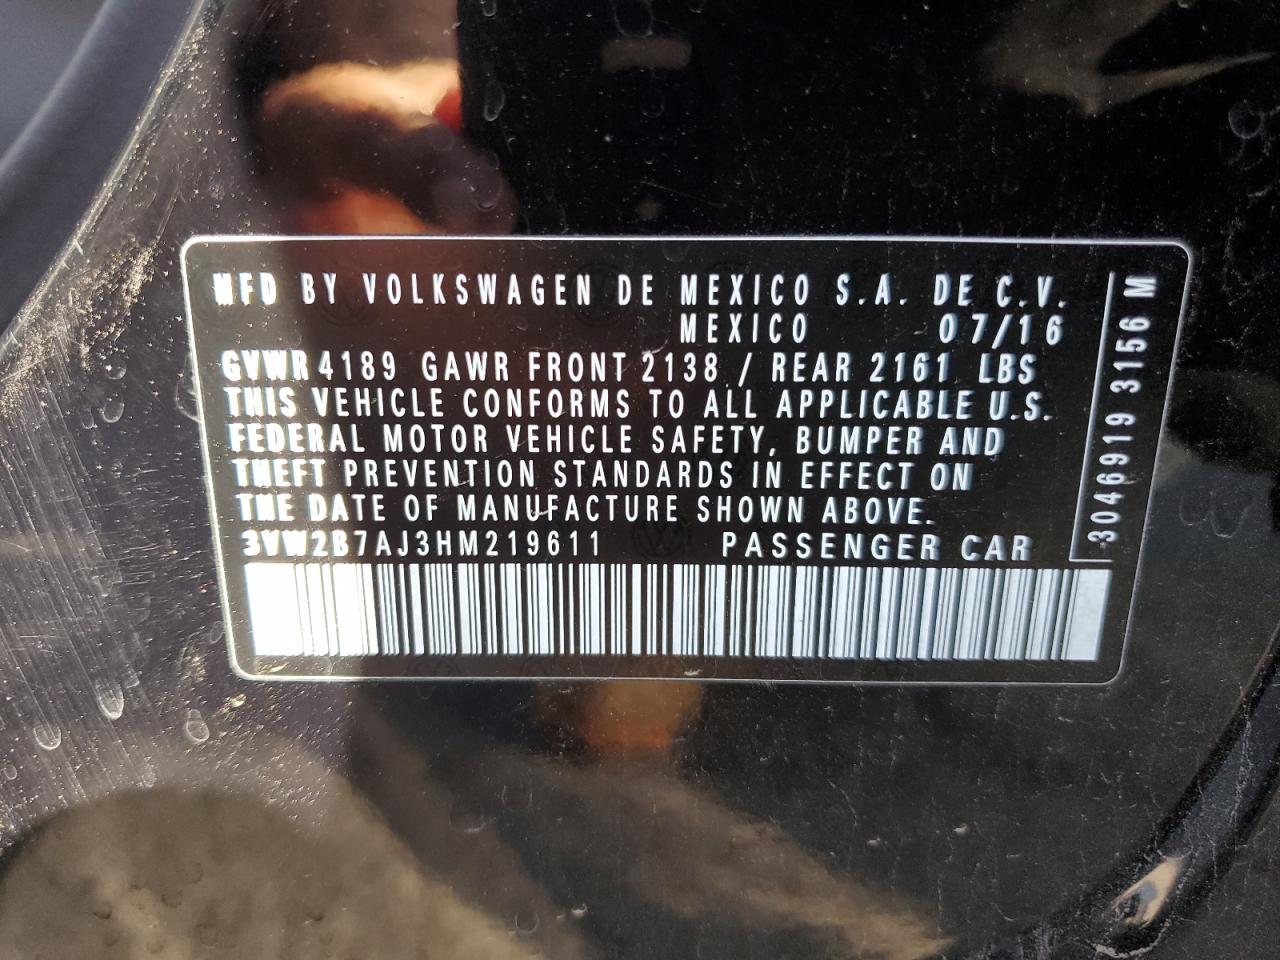 MFD BY VOLKSWAGEN DE MEXICO S.A. DE C.V.
MEXICO 07/16
GVWR 4189 GAWR FRONT 2138 / REAR 2161 LBS
THIS VEHICLE CONFORMS TO ALL APPLICABLE U.S.
FEDERAL MOTOR VEHICLE SAFETY, BUMPER AND
THEFT PREVENTION STANDARDS IN EFFECT ON
THE DATE OF MANUFACTURE SHOWN ABOVE.
3VW2B7AJ3HM219611 PASSENGER CAR
3046919 3156 M